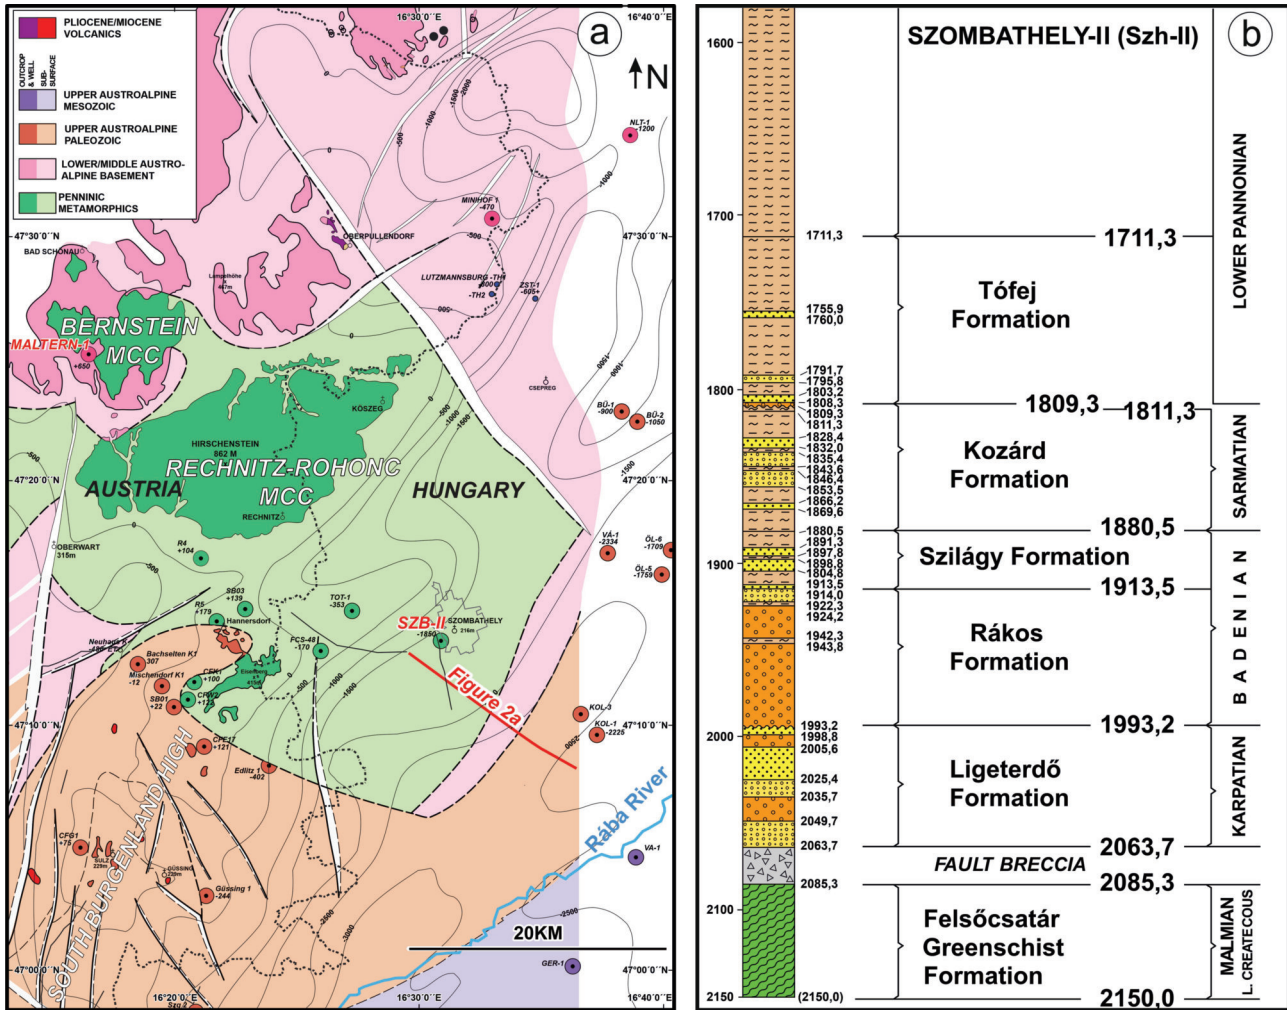 16°30´0´´E
16°40´0´´E
a
N
PLIOCENE/MIOCENE
VOLCANICS
OUTCROP
& WELL
SUB-
SURFACE
UPPER AUSTROALPINE
MESOZOIC
UPPER AUSTROALPINE
PALEOZOIC
LOWER/MIDDLE AUSTRO-
ALPINE BASEMENT
PENNINIC
METAMORPHICS
NLT-1
-1200
MINIHOF 1
-470
47°30´0´´N
47°30´0´´N
BAD SCHÖNAU
OBERPULLENDORF
Lampelhöhe
LUTZMANNSBURG -TH1
-TH2
ZST-1
-605+
BERNSTEIN
MCC
MALTERN-1
+650
CSEPREG
KÖSZEG
BÜ-1
-900
BÜ-2
-1050
HIRSCHENSTEIN
862 M
RECHNITZ-ROHONC
MCC
AUSTRIA
HUNGARY
47°20´0´´N
47°20´0´´N
RECHNITZ
OBERWART
315m
R4
+104
VÁ-1
-2334
ÖL-6
-1709
ÖL-5
-1759
SB03
+139
R5
+179
Hannersdorf
TOT-1
-353
SZB-II
-1850
SZOMBATHELY
216m
FCS-48
-170
Bachselten K1
307
Mischendorf K1
-12
SB01
+22
CFK1
+100
Eisenberg
Figure 2a
KOL-3
KOL-1
-2225
47°10´0´´N
47°10´0´´N
+121
Edlitz 1
-402
SOUTH BURGENLAND HIGH
Rába River
CFG1
+75
SULZ
229m
GÜSSING
VA-1
Güssing 1
-244
20KM
GER-1
47°00´0´´N
47°00´0´´N
16°20´0´´E
16°30´0´´E
16°40´0´´E
SZOMBATHELY-II (Szh-II)
b
1600
1700
1800
1900
2000
2100
2150
1711,3
1755,9
1760,0
1791,7
1795,8
1803,2
1808,3
1809,3
1811,3
1828,4
1832,0
1835,4
1843,6
1846,4
1853,5
1866,2
1869,6
1880,5
1891,3
1897,8
1898,8
1804,8
1913,5
1914,0
1922,3
1924,2
1942,3
1943,8
1993,2
1998,8
2005,6
2025,4
2035,7
2049,7
2063,7
2085,3
(2150,0)
1711,3
Tófej
Formation
1809,3
1811,3
Kozárd
Formation
1880,5
Szilágy Formation
1913,5
Rákos
Formation
1993,2
Ligeterdő
Formation
2063,7
FAULT BRECCIA
2085,3
Felsőcsatár
Greenschist
Formation
2150,0
LOWER PANNONIAN
SARMATIAN
BADENIAN
KARPATIAN
MALMIAN
L. CREATECOUS